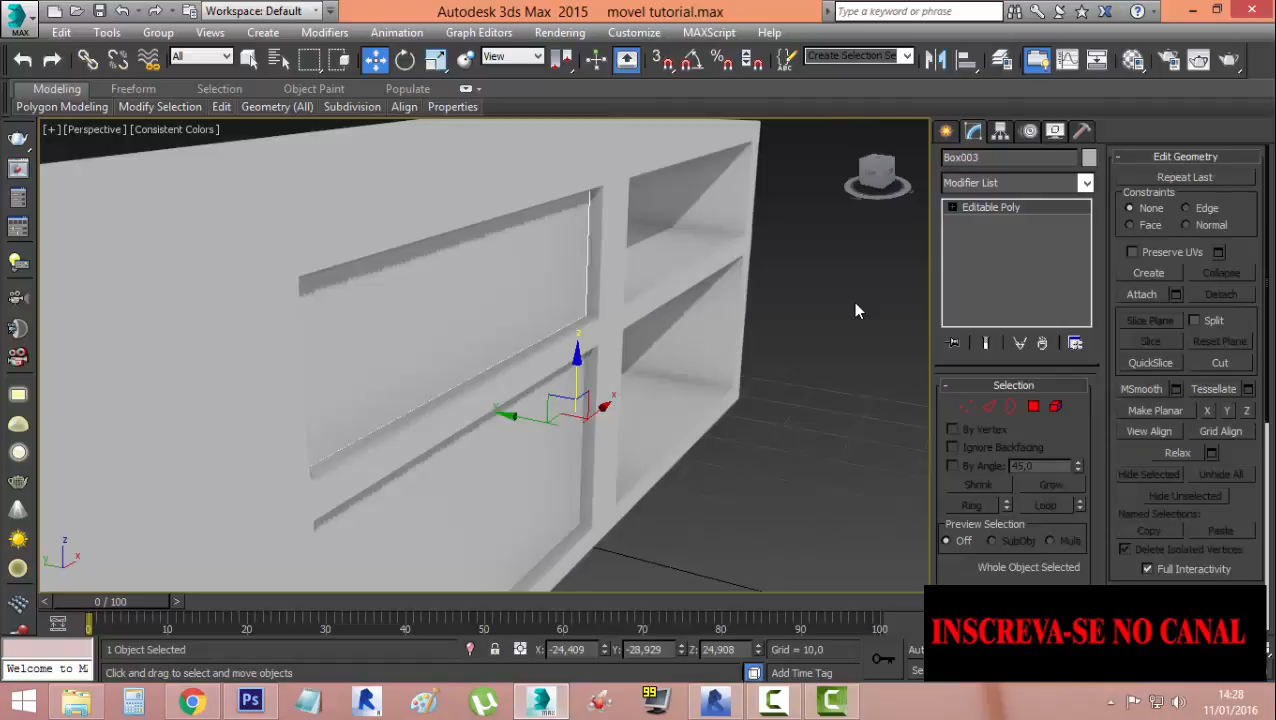 Workspace: Default
Autodesk 3ds Max 2015 movel tutorial.max
Type a keyword or phrase
MAX
Edit Tools Group Views Create Modifiers Animation Graph Editors Rendering Customize MAXScript Help
All View 3 Create Selection Se
Modeling Freeform Selection Object Paint Populate
Polygon Modeling Modify Selection Edit Geometry (All) Subdivision Align Properties
[+] [Perspective] [Consistent Colors]
Box003
Modifier List
Editable Poly
Selection
By Vertex
Ignore Backfacing
By Angle: 45,0
Shrink Grow
Ring Loop
Preview Selection
Off SubObj Multi
Whole Object Selected
Edit Geometry
Repeat Last
Constraints
None Edge
Face Normal
Preserve UVs
Create Collapse
Attach Detach
Slice Plane Split
Slice Reset Plane
QuickSlice Cut
MSmooth Tessellate
Make Planar X Y Z
View Align Grid Align
Relax
Hide Selected Unhide All
Hide Unselected
Named Selections:
Copy Paste
Delete Isolated Vertices
Full Interactivity
z
x
y
z
x
y
0 / 100
0 10 20 30 40 50 60 70 80 90 100
INSCREVA-SE NO CANAL
1 Object Selected X: -24,409 Y: -28,929 Z: 24,908 Grid = 10,0
Welcome to M
Click and drag to select and move objects
Add Time Tag
Ps
99
14:28
11/01/2016